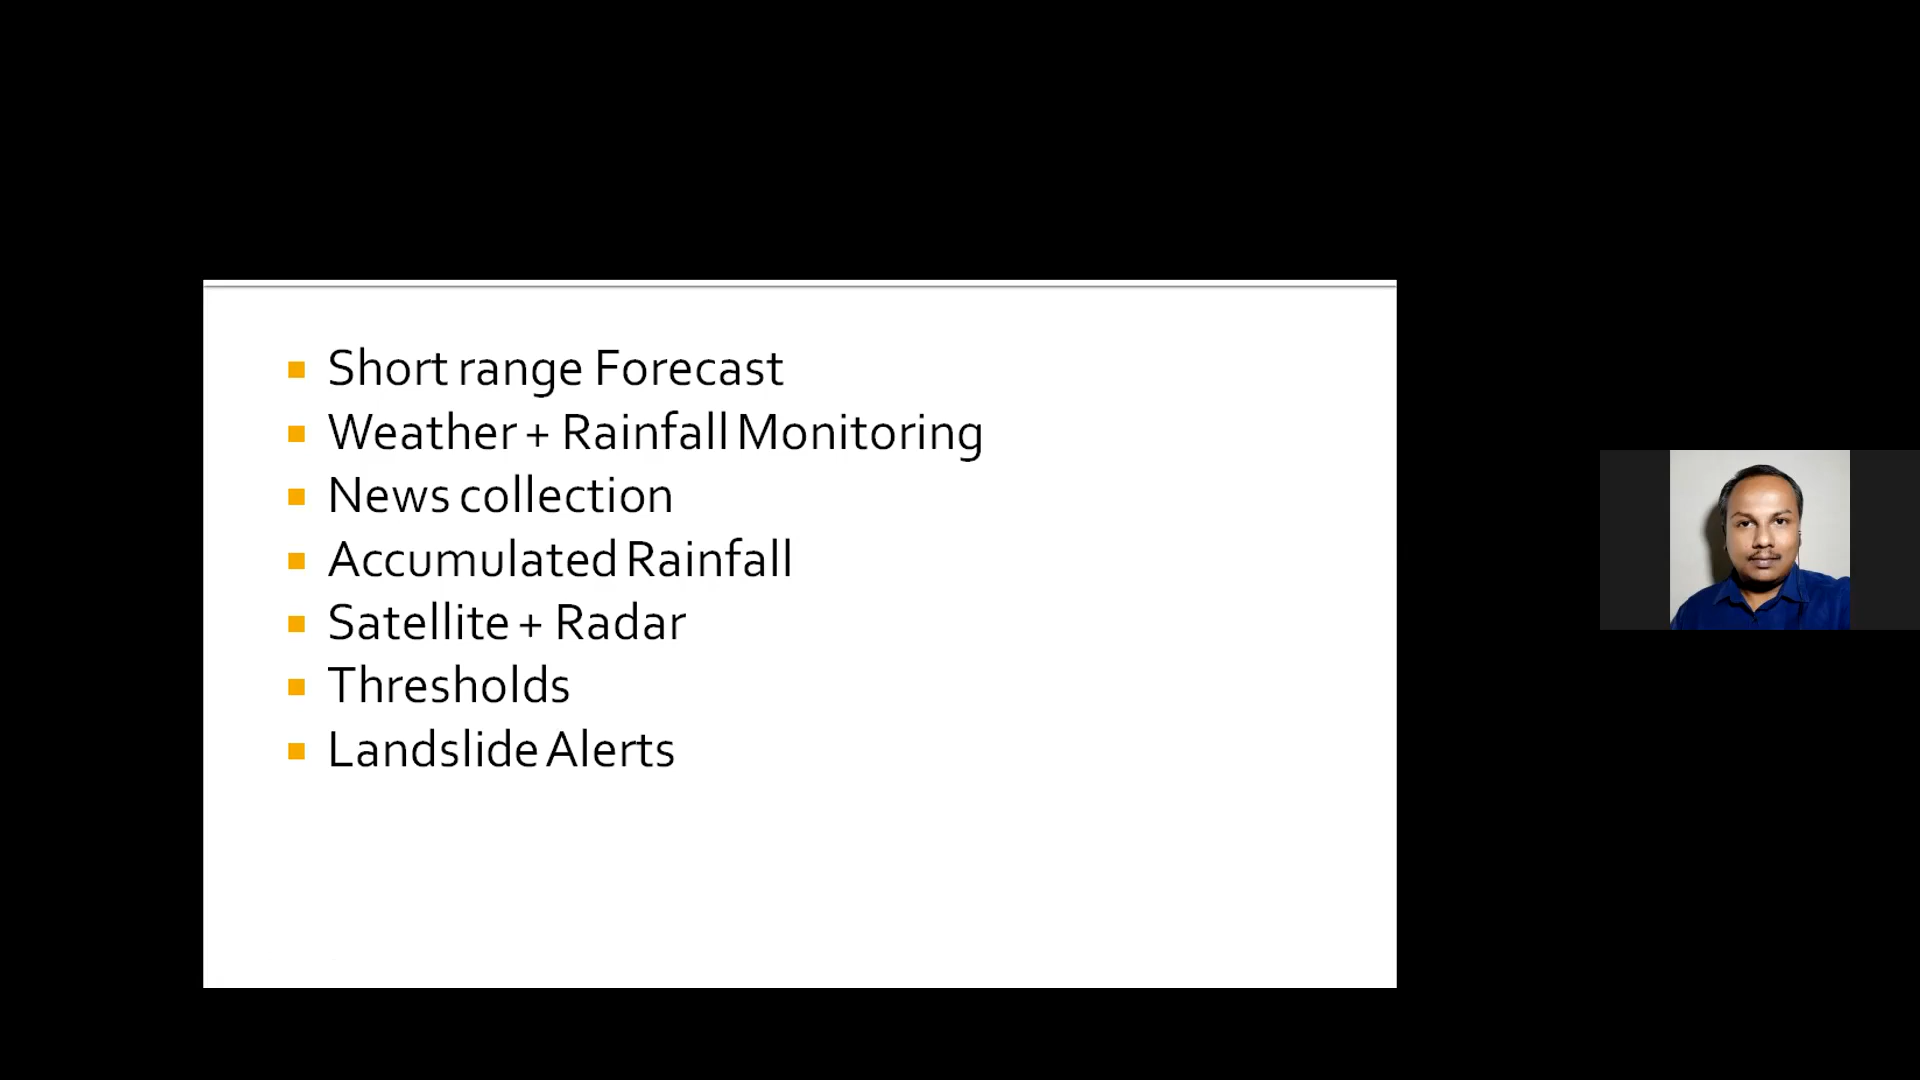 Short range Forecast
Weather + Rainfall Monitoring
News collection
Accumulated Rainfall
Satellite + Radar
Thresholds
Landslide Alerts